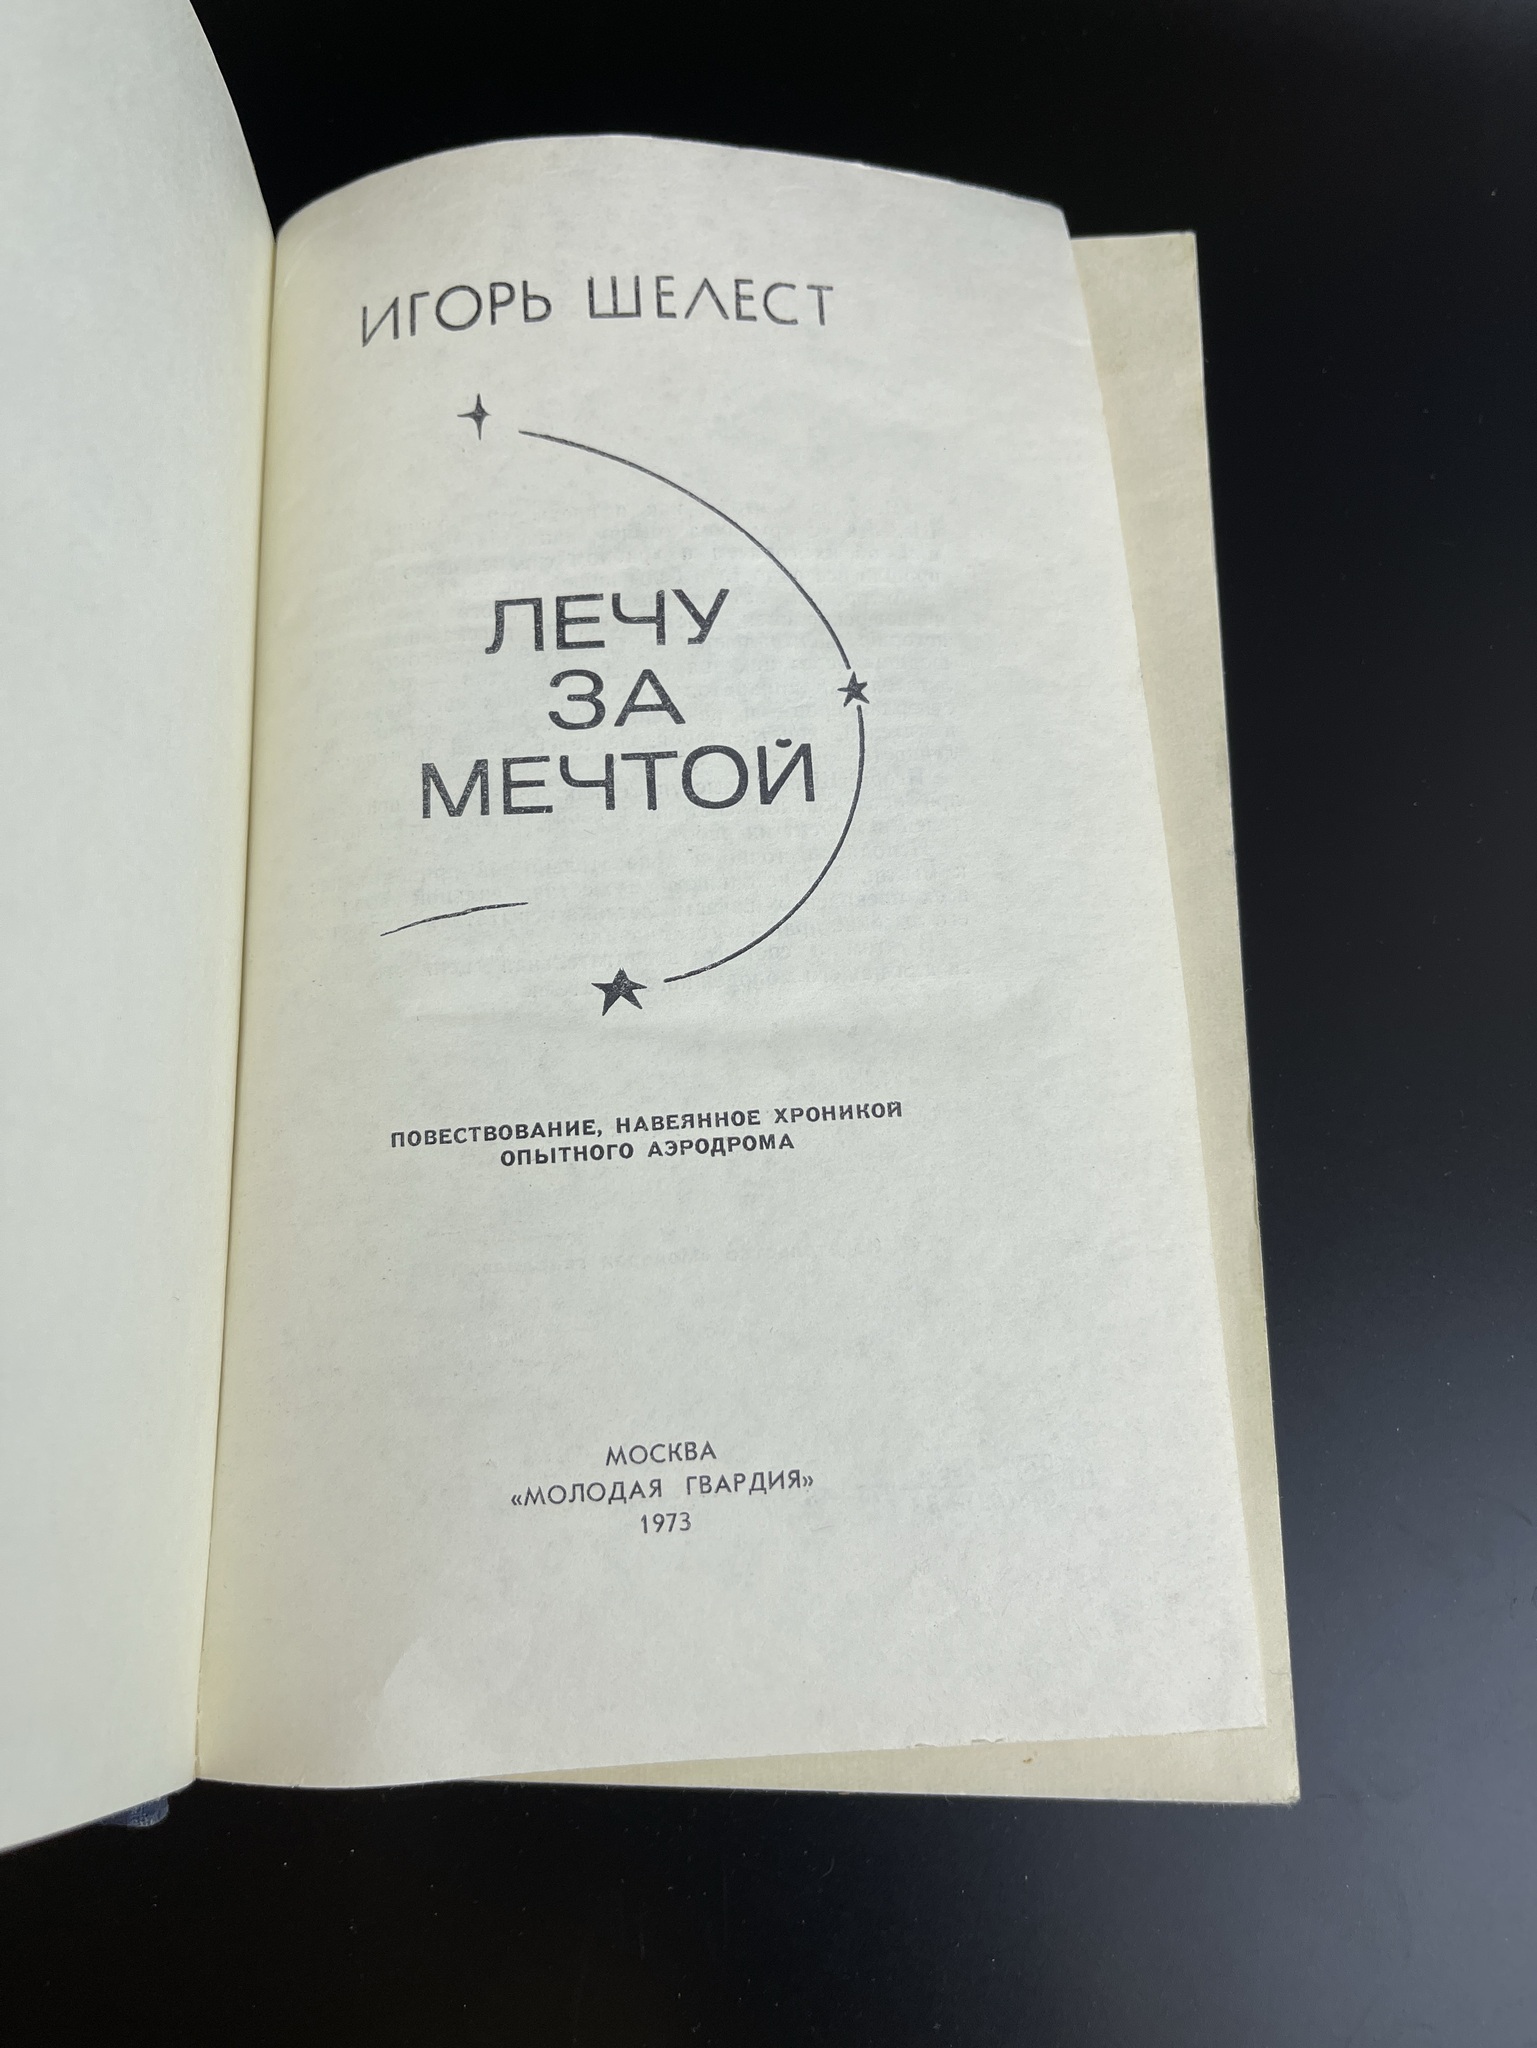 ИГОРЬ ШЕЛЕСТ
ЛЕЧУ
ЗА
МЕЧТОЙ
ПОВЕСТВОВАНИЕ, НАВЕЯННОЕ ХРОНИКОЙ
ОПЫТНОГО АЭРОДРОМА
МОСКВА
«МОЛОДАЯ ГВАРДИЯ»
1973